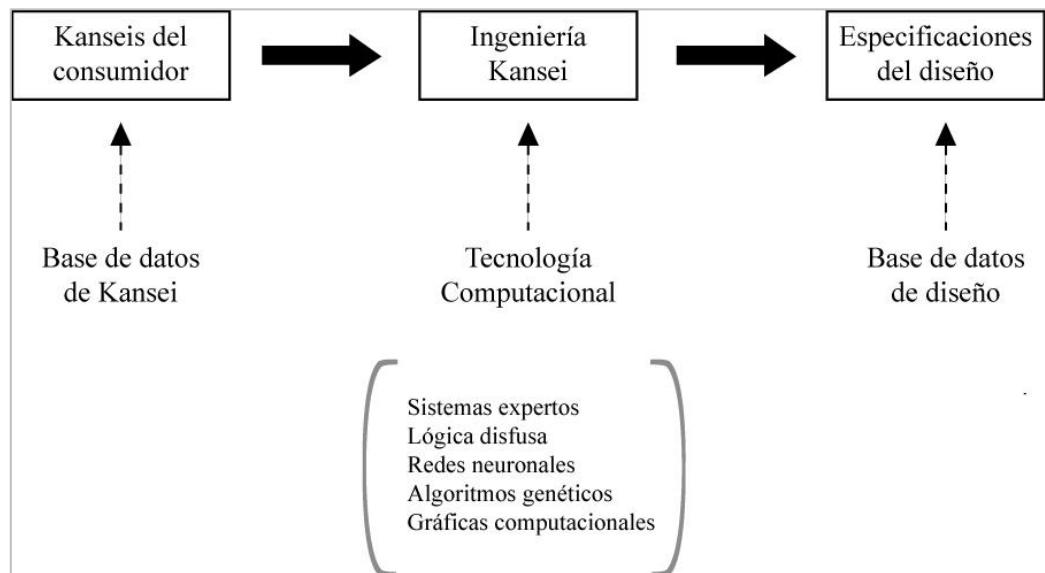 Kanseis del
consumidor
Ingeniería
Kansei
Especificaciones
del diseño
Base de datos
de Kansei
Tecnología
Computacional
Base de datos
de diseño
Sistemas expertos
Lógica disfusa
Redes neuronales
Algoritmos genéticos
Gráficas computacionales